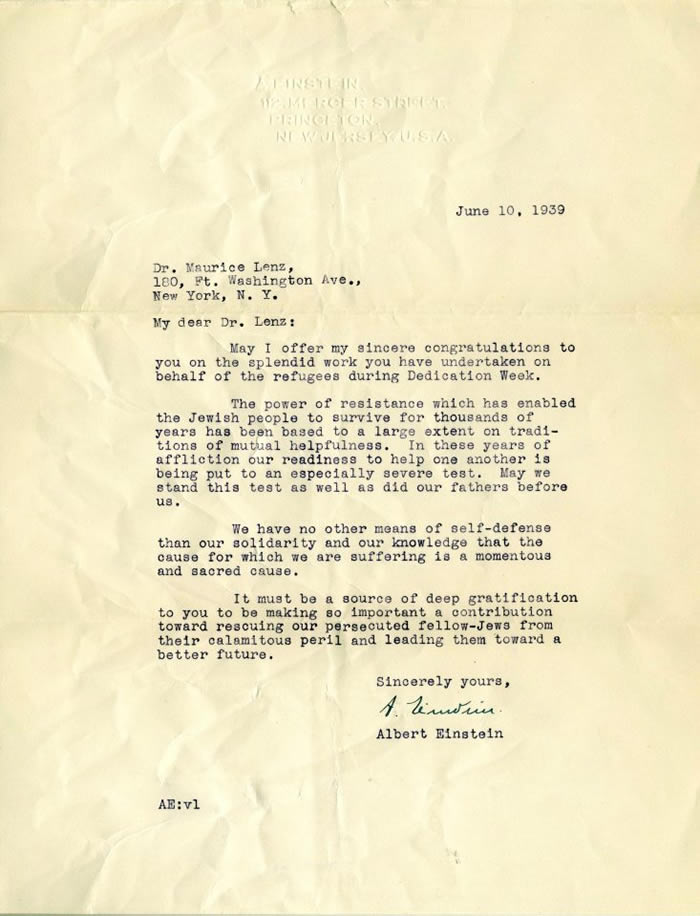 A. EINSTEIN,
112, MERCER STREET,
PRINCETON,
NEW JERSEY, U.S.A.
June 10, 1939
Dr. Maurice Lenz,
180, Ft. Washington Ave.,
New York, N. Y.
My dear Dr. Lenz:
May I offer my sincere congratulations to
you on the splendid work you have undertaken on
behalf of the refugees during Dedication Week.
The power of resistance which has enabled
the Jewish people to survive for thousands of
years has been based to a large extent on tradi-
tions of mutual helpfulness. In these years of
affliction our readiness to help one another is
being put to an especially severe test. May we
stand this test as well as did our fathers before
us.
We have no other means of self-defense
than our solidarity and our knowledge that the
cause for which we are suffering is a momentous
and sacred cause.
It must be a source of deep gratification
to you to be making so important a contribution
toward rescuing our persecuted fellow-Jews from
their calamitous peril and leading them toward a
better future.
Sincerely yours,
A. Einstein.
Albert Einstein
AE:vl